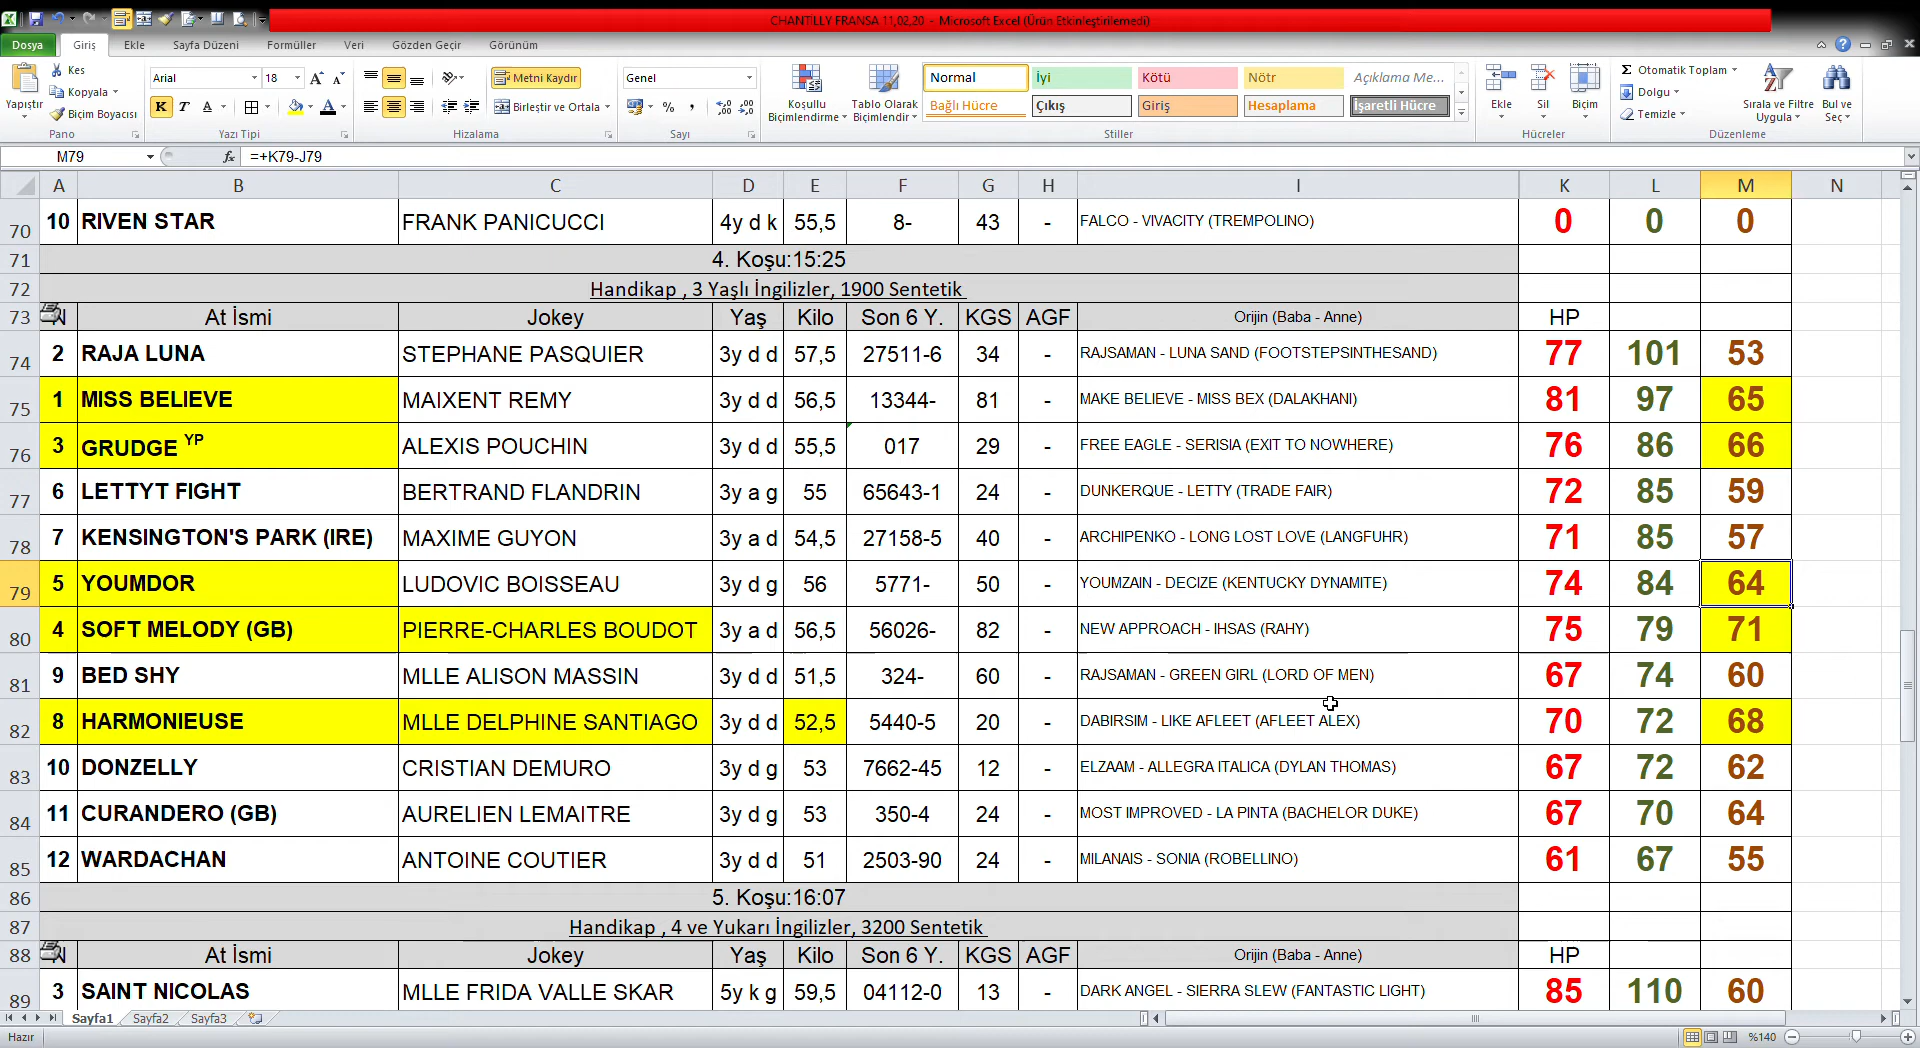 CHANTILLY FRANSA 11,02,20 - Microsoft Excel (Ürün Etkinleştirilemedi)
Dosya Giriş Ekle Sayfa Düzeni Formüller Veri Gözden Geçir Görünüm
Yapıştır Kes Kopyala Biçim Boyacısı Pano
Arial 18 K T A Yazı Tipi
Metni Kaydır Birleştir ve Ortala Hizalama
Genel % Sayı
Koşullu Biçimlendirme Tablo Olarak Biçimlendir
Normal İyi Kötü Nötr Açıklama Me...
Bağlı Hücre Çıkış Giriş Hesaplama İşaretli Hücre
Stiller
Ekle Sil Biçim Hücreler
Σ Otomatik Toplam Dolgu Temizle Sırala ve Filtre Uygula Bul ve Seç Düzenleme
M79 fx =+K79-J79
A B C D E F G H I K L M N
70 10 RIVEN STAR FRANK PANICUCCI 4y d k 55,5 8- 43 - FALCO - VIVACITY (TREMPOLINO) 0 0 0
71 4. Koşu:15:25
72 Handikap , 3 Yaşlı İngilizler, 1900 Sentetik
73 N At İsmi Jokey Yaş Kilo Son 6 Y. KGS AGF Orijin (Baba - Anne) HP
74 2 RAJA LUNA STEPHANE PASQUIER 3y d d 57,5 27511-6 34 - RAJSAMAN - LUNA SAND (FOOTSTEPSINTHESAND) 77 101 53
75 1 MISS BELIEVE MAIXENT REMY 3y d d 56,5 13344- 81 - MAKE BELIEVE - MISS BEX (DALAKHANI) 81 97 65
76 3 GRUDGE YP ALEXIS POUCHIN 3y d d 55,5 017 29 - FREE EAGLE - SERISIA (EXIT TO NOWHERE) 76 86 66
77 6 LETTYT FIGHT BERTRAND FLANDRIN 3y a g 55 65643-1 24 - DUNKERQUE - LETTY (TRADE FAIR) 72 85 59
78 7 KENSINGTON'S PARK (IRE) MAXIME GUYON 3y a d 54,5 27158-5 40 - ARCHIPENKO - LONG LOST LOVE (LANGFUHR) 71 85 57
79 5 YOUMDOR LUDOVIC BOISSEAU 3y d g 56 5771- 50 - YOUMZAIN - DECIZE (KENTUCKY DYNAMITE) 74 84 64
80 4 SOFT MELODY (GB) PIERRE-CHARLES BOUDOT 3y a d 56,5 56026- 82 - NEW APPROACH - IHSAS (RAHY) 75 79 71
81 9 BED SHY MLLE ALISON MASSIN 3y d d 51,5 324- 60 - RAJSAMAN - GREEN GIRL (LORD OF MEN) 67 74 60
82 8 HARMONIEUSE MLLE DELPHINE SANTIAGO 3y d d 52,5 5440-5 20 - DABIRSIM - LIKE AFLEET (AFLEET ALEX) 70 72 68
83 10 DONZELLY CRISTIAN DEMURO 3y d g 53 7662-45 12 - ELZAAM - ALLEGRA ITALICA (DYLAN THOMAS) 67 72 62
84 11 CURANDERO (GB) AURELIEN LEMAITRE 3y d g 53 350-4 24 - MOST IMPROVED - LA PINTA (BACHELOR DUKE) 67 70 64
85 12 WARDACHAN ANTOINE COUTIER 3y d d 51 2503-90 24 - MILANAIS - SONIA (ROBELLINO) 61 67 55
86 5. Koşu:16:07
87 Handikap , 4 ve Yukarı İngilizler, 3200 Sentetik
88 N At İsmi Jokey Yaş Kilo Son 6 Y. KGS AGF Orijin (Baba - Anne) HP
89 3 SAINT NICOLAS MLLE FRIDA VALLE SKAR 5y k g 59,5 04112-0 13 - DARK ANGEL - SIERRA SLEW (FANTASTIC LIGHT) 85 110 60
Sayfa1 Sayfa2 Sayfa3
Hazır %140